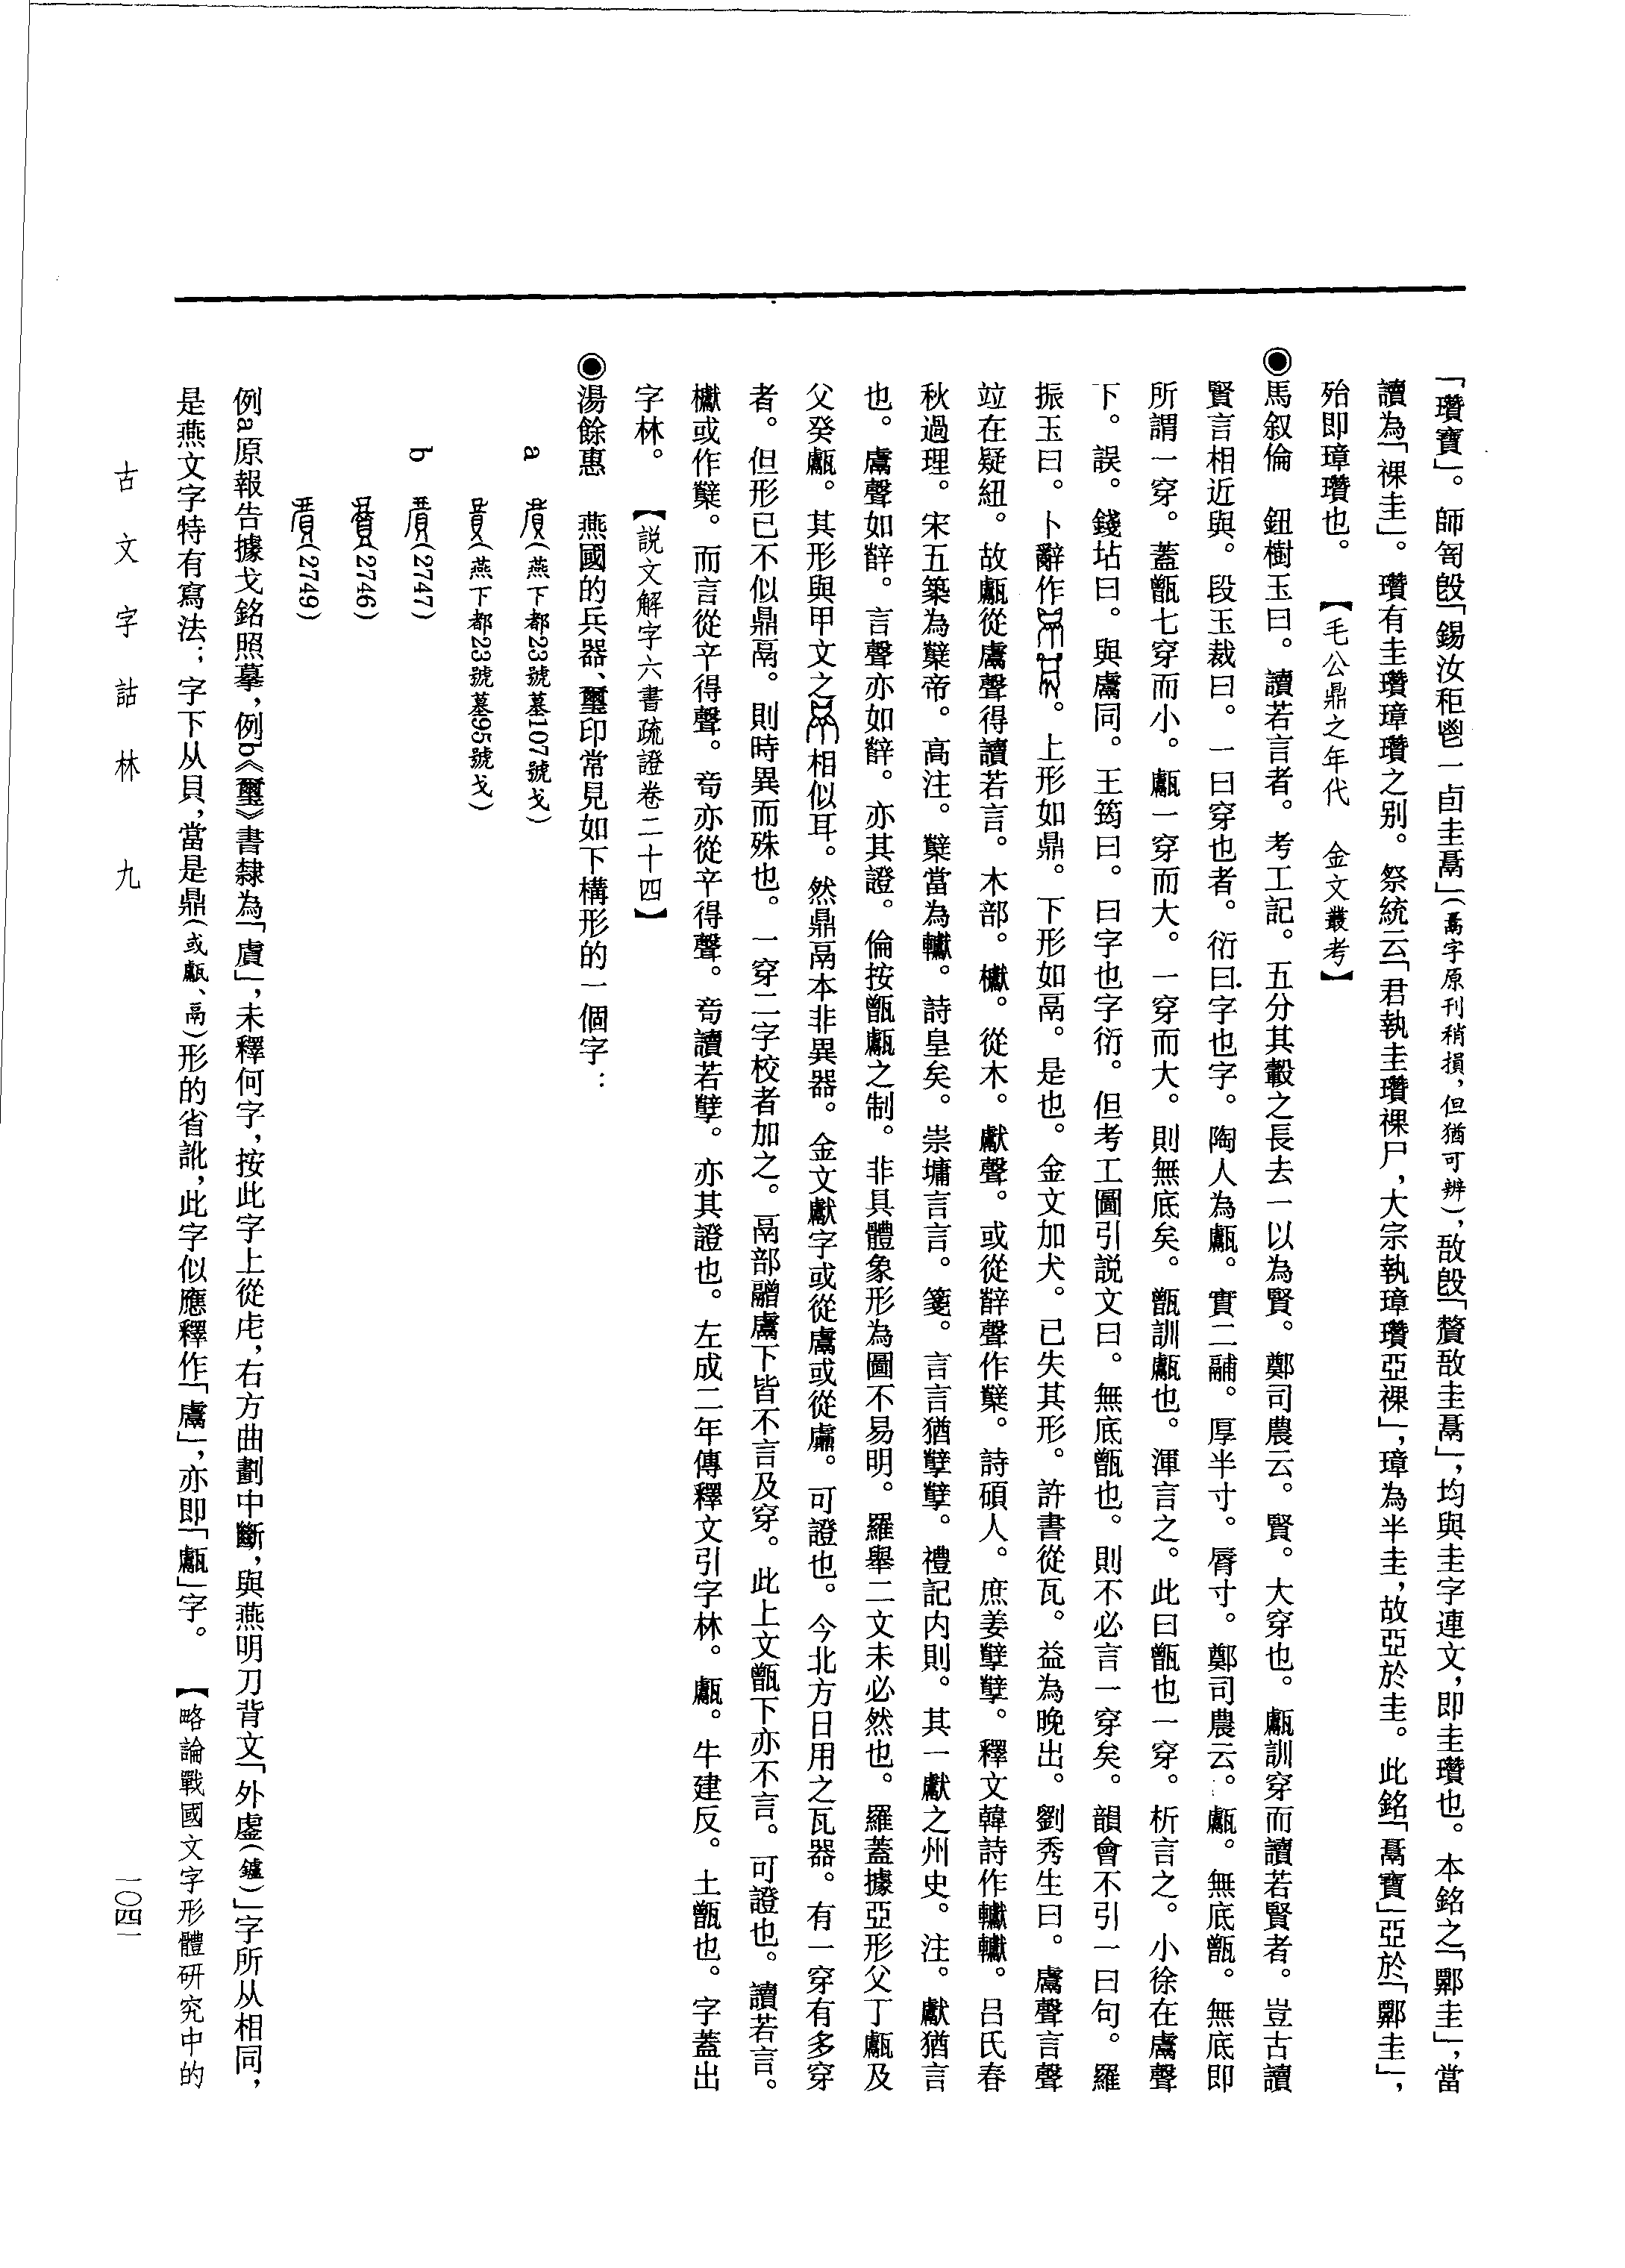 「瓚寶」。師訇𣪘「錫汝秬鬯一卣圭鬲」(鬲字原刊稍損,但猶可辨),敔𣪘「贅敔圭鬲」,均與圭字連文,即圭瓚也。本銘之「鄲圭」,當
讀為「祼圭」。瓚有圭瓚璋瓚之别。祭統云「君執圭瓚祼尸,大宗執璋瓚亞祼」,璋為半圭,故亞於圭。此銘「鬲寶」亞於「圭」,
殆即璋瓚也。 【毛公鼎之年代 金文叢考】
◉馬叙倫 鈕樹玉曰。讀若言者。考工記。五分其轂之長去一以為賢。鄭司農云。賢。大穿也。甗訓穿而讀若賢者。豈古讀
賢言相近與。段玉裁曰。一曰穿也者。衍曰字也字。陶人為甗。實二鬴。厚半寸。脣寸。鄭司農云。甗。無底甑。無底即
所謂一穿。蓋甑七穿而小。甗一穿而大。一穿而大。則無底矣。甑訓甗也。渾言之。此曰甑也一穿。析言之。小徐在鬳聲
下。誤。錢坫曰。與鬳同。王筠曰。曰字也字衍。但考工圖引説文曰。無底甑也。則不必言一穿矣。韻會不引一曰句。羅
振玉曰。卜辭作。上形如鼎。下形如鬲。是也。金文加犬。已失其形。許書從瓦。益為晚出。劉秀生曰。鬳聲言聲
竝在疑紐。故甗從鬳聲得讀若言。木部。櫶。從木。獻聲。或從辥聲作櫱。詩碩人。庶姜孼孼。釋文韓詩作轙轙。吕氏春
秋過理。宋五築為櫱帝。高注。櫱當為轙。詩皇矣。崇墉言言。箋。言言猶孼孼。禮記内則。其一獻之州史。注。獻猶言
也。鬳聲如辥。言聲亦如辥。亦其證。倫按甑甗之制。非具體象形為圖不易明。羅舉二文未必然也。羅蓋據亞形父丁甗及
父癸甗。其形與甲文之相似耳。然鼎鬲本非異器。金文獻字或從鬳或從鼎。可證也。今北方日用之瓦器。有一穿有多穿
者。但形已不似鼎鬲。則時異而殊也。一穿二字校者加之。鬲部䰝鬳下皆不言及穿。此上文甑下亦不言。可證也。讀若言。
或作櫱。而言從䇂得聲。䇂亦從䇂得聲。䇂讀若孼。亦其證也。左成二年傳釋文引字林。甗。牛建反。土甑也。字蓋出
字林。 【説文解字六書疏證卷二十四】
◉湯餘惠 燕國的兵器、璽印常見如下構形的一個字:
a (燕下都23號墓107號戈)
(燕下都23號墓95號戈)
b (2747)
(2746)
(2749)
例a原報告據戈銘照摹,例b《璽》書隸為「䝞」,未釋何字,按此字上從虍,右方曲劃中斷,與燕明刀背文「外虘(鑪)」字所从相同,
是燕文字特有寫法;字下从貝,當是鼎(或甗、鬲)形的省訛,此字似應釋作「鬳」,亦即「甗」字。 【略論戰國文字形體研究中的
古文字詁林 九
一〇四一